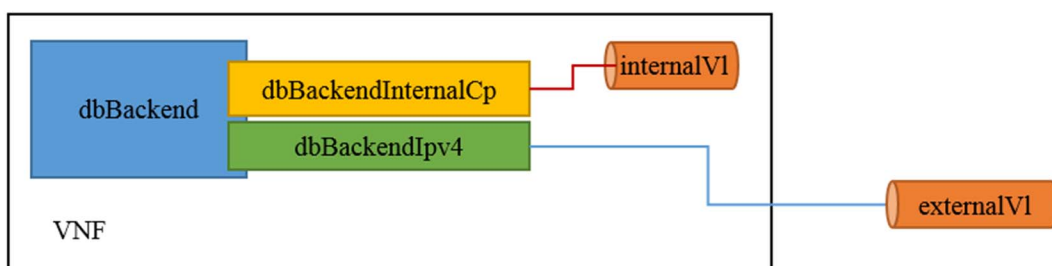 internalVl
dbBackendInternalCp
dbBackend
dbBackendIpv4
externalVl
VNF